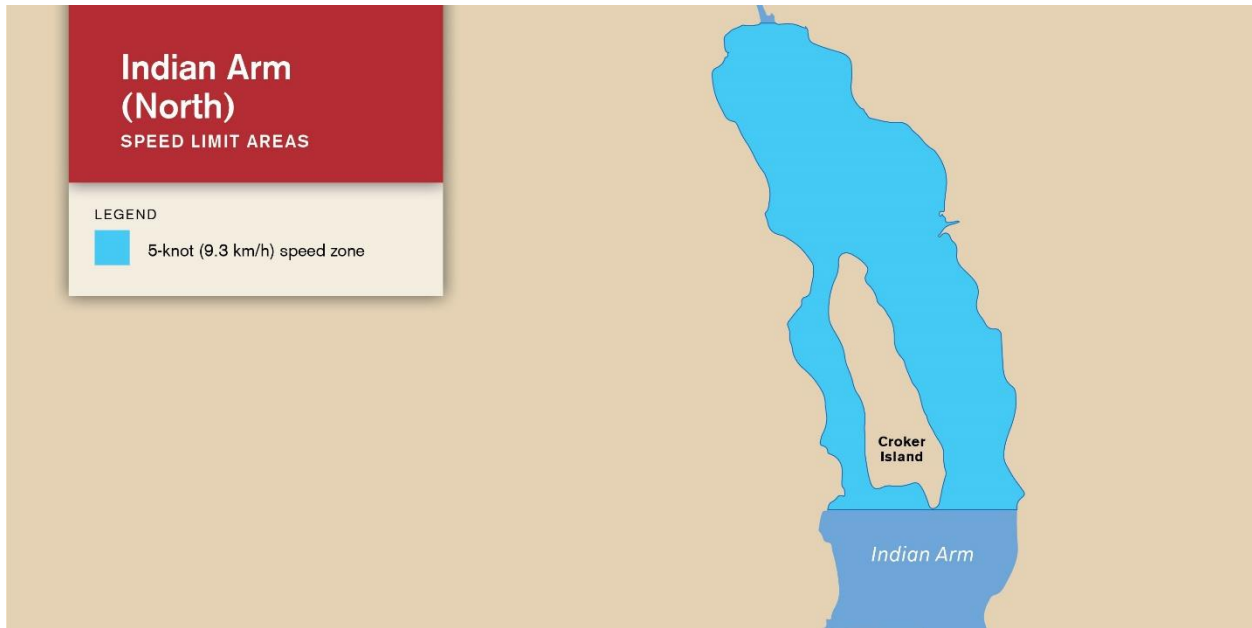 Indian Arm
(North)
SPEED LIMIT AREAS
LEGEND
5-knot (9.3 km/h) speed zone
Croker
Island
Indian Arm